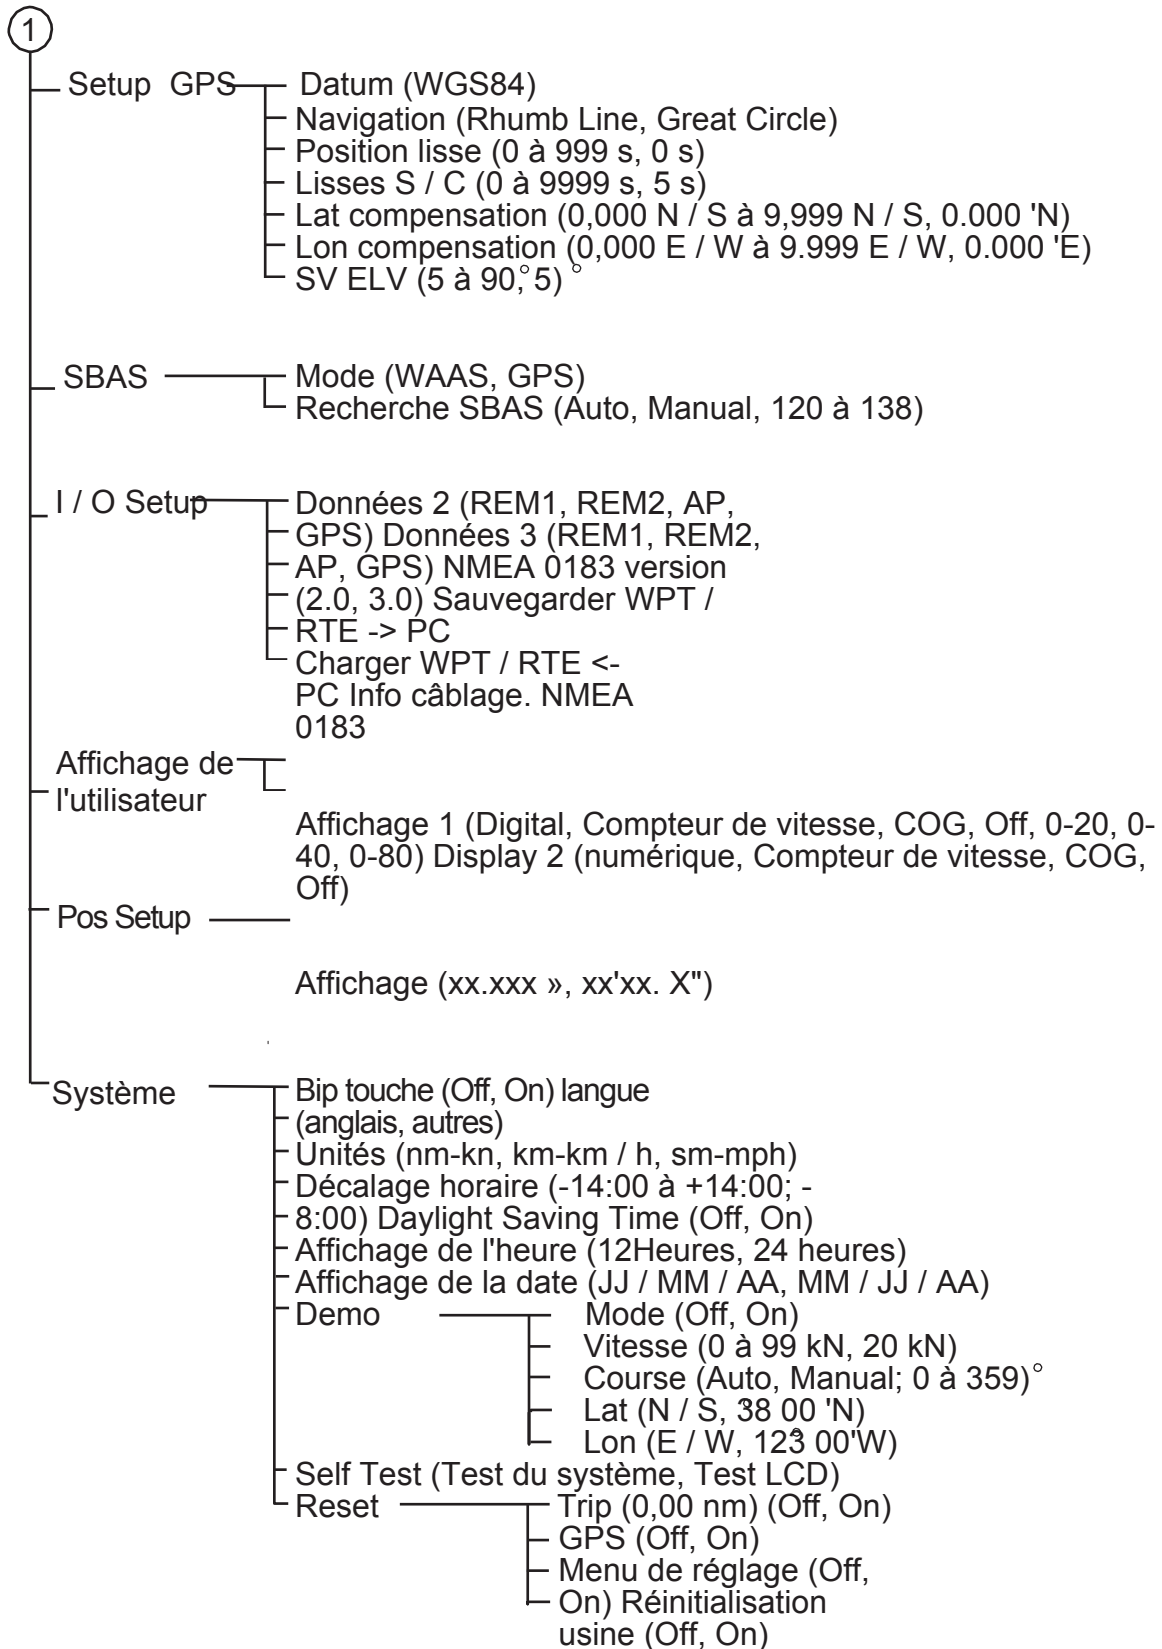 1
Setup GPS
Datum (WGS84)
Navigation (Rhumb Line, Great Circle)
Position lisse (0 à 999 s, 0 s)
Lisses S / C (0 à 9999 s, 5 s)
Lat compensation (0,000 N / S à 9,999 N / S, 0.000 'N)
Lon compensation (0,000 E / W à 9.999 E / W, 0.000 'E)
SV ELV (5 à 90,° 5) °
SBAS
Mode (WAAS, GPS)
Recherche SBAS (Auto, Manual, 120 à 138)
I / O Setup
Données 2 (REM1, REM2, AP,
GPS) Données 3 (REM1, REM2,
AP, GPS) NMEA 0183 version
(2.0, 3.0) Sauvegarder WPT /
RTE -> PC
Charger WPT / RTE <-
PC Info câblage. NMEA
0183
Affichage de
l'utilisateur
Affichage 1 (Digital, Compteur de vitesse, COG, Off, 0-20, 0-
40, 0-80) Display 2 (numérique, Compteur de vitesse, COG,
Off)
Pos Setup
Affichage (xx.xxx », xx'xx. X")
Système
Bip touche (Off, On) langue
(anglais, autres)
Unités (nm-kn, km-km / h, sm-mph)
Décalage horaire (-14:00 à +14:00; -
8:00) Daylight Saving Time (Off, On)
Affichage de l'heure (12Heures, 24 heures)
Affichage de la date (JJ / MM / AA, MM / JJ / AA)
Demo
Mode (Off, On)
Vitesse (0 à 99 kN, 20 kN)
Course (Auto, Manual; 0 à 359)°
Lat (N / S, 38° 00 'N)
Lon (E / W, 123° 00'W)
Self Test (Test du système, Test LCD)
Reset
Trip (0,00 nm) (Off, On)
GPS (Off, On)
Menu de réglage (Off,
On) Réinitialisation
usine (Off, On)